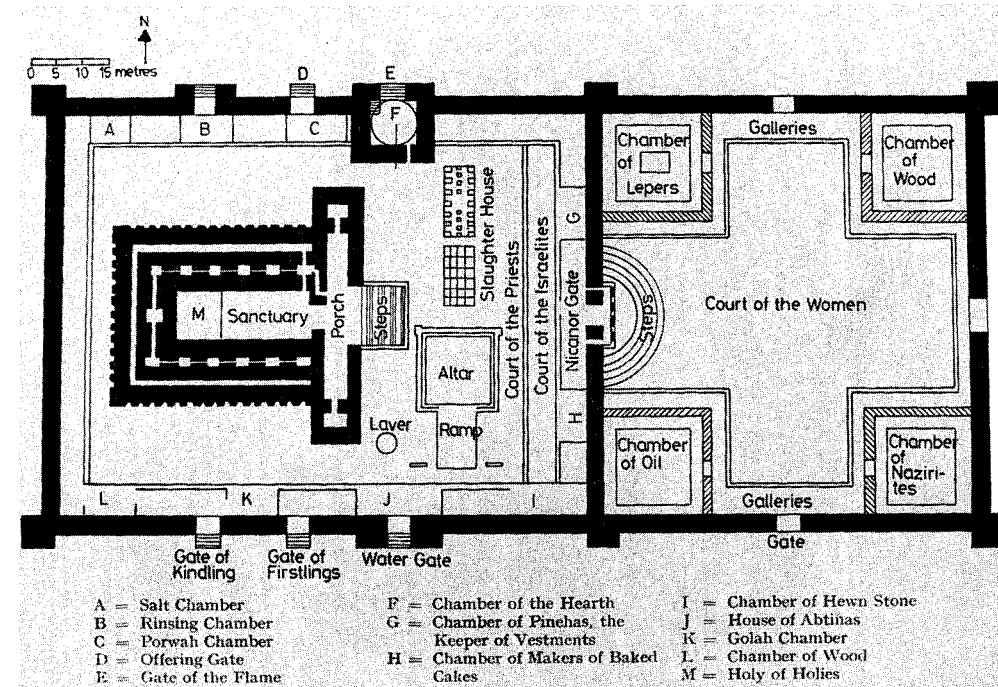 N
0 5 10 15 metres
D
E
F
A
B
C
Galleries
Chamber
of
Lepers
Chamber
of
Wood
Slaughter House
Court of the Priests
Court of the Israelites
G
Nicanor Gate
H
Steps
Court of the Women
M
Sanctuary
Porch
Steps
Altar
Laver
Ramp
Chamber
of Oil
Chamber
of
Naziri-
tes
L
K
J
I
Galleries
Gate of
Kindling
Gate of
Firstlings
Water Gate
Gate
A = Salt Chamber
B = Rinsing Chamber
C = Porwah Chamber
D = Offering Gate
E = Gate of the Flame
F = Chamber of the Hearth
G = Chamber of Pinehas, the
Keeper of Vestments
H = Chamber of Makers of Baked
Cakes
I = Chamber of Hewn Stone
J = House of Abtinas
K = Golah Chamber
L = Chamber of Wood
M = Holy of Holies